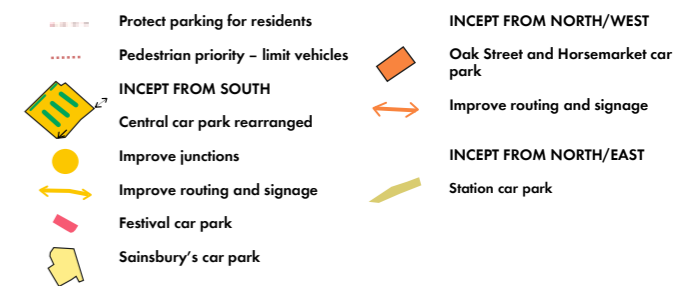 Protect parking for residents
Pedestrian priority – limit vehicles
INCEPT FROM SOUTH
Central car park rearranged
Improve junctions
Improve routing and signage
Festival car park
Sainsbury's car park
INCEPT FROM NORTH/WEST
Oak Street and Horsemarket car
park
Improve routing and signage
INCEPT FROM NORTH/EAST
Station car park